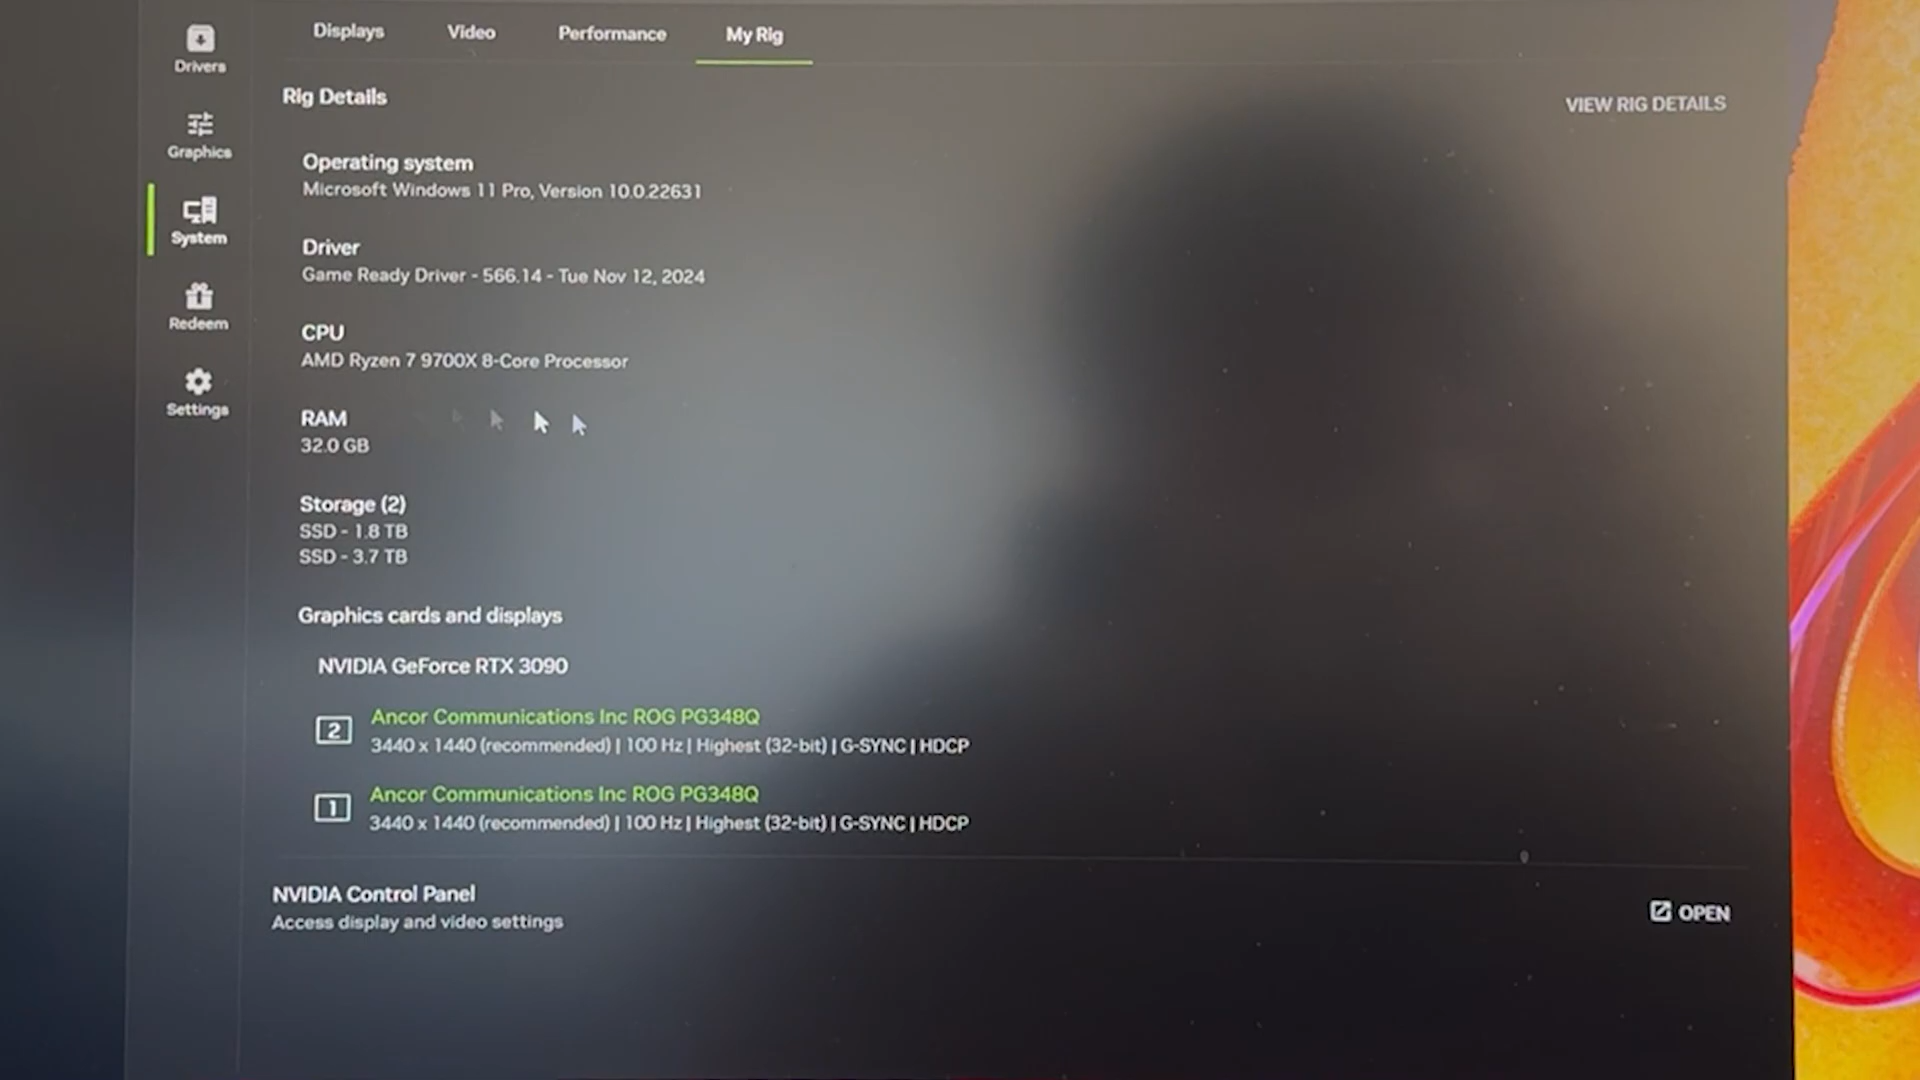 Displays
Video
Performance
My Rig
Drivers
Graphics
System
Redeem
Settings
Rig Details
VIEW RIG DETAILS
Operating system
Microsoft Windows 11 Pro, Version 10.0.22631
Driver
Game Ready Driver - 566.14 - Tue Nov 12, 2024
CPU
AMD Ryzen 7 9700X 8-Core Processor
RAM
32.0 GB
Storage (2)
SSD - 1.8 TB
SSD - 3.7 TB
Graphics cards and displays
NVIDIA GeForce RTX 3090
2
Ancor Communications Inc ROG PG348Q
3440 x 1440 (recommended) | 100 Hz | Highest (32-bit) | G-SYNC | HDCP
1
Ancor Communications Inc ROG PG348Q
3440 x 1440 (recommended) | 100 Hz | Highest (32-bit) | G-SYNC | HDCP
NVIDIA Control Panel
Access display and video settings
OPEN